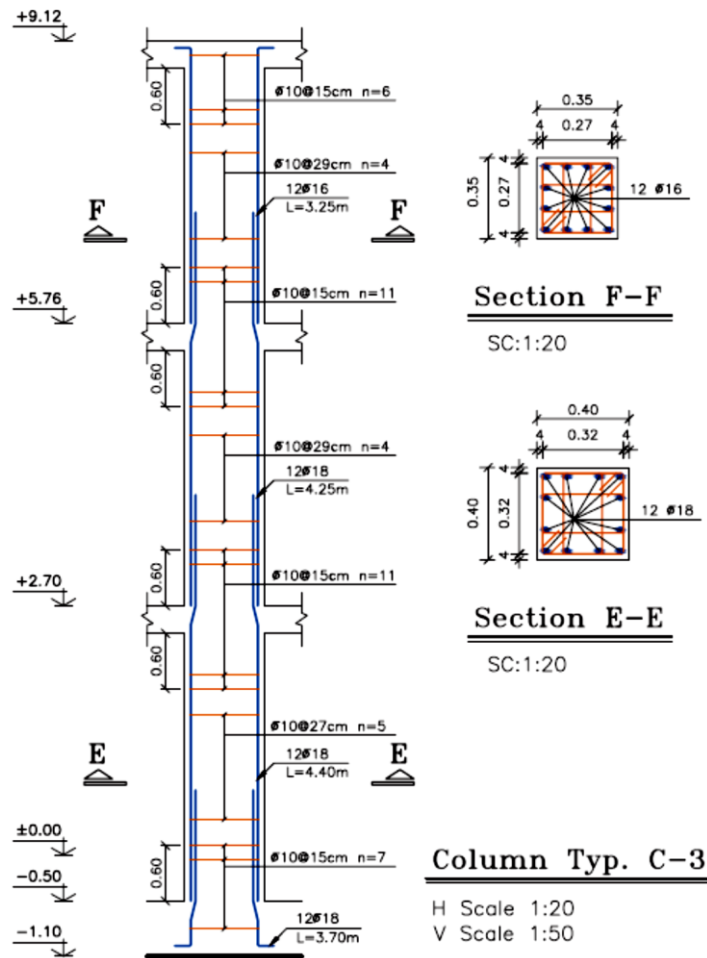 +9.12
0.60
ø10@15cm n=6
ø10@29cm n=4
12ø16
L=3.25m
F
F
ø10@15cm n=11
0.60
+5.76
0.60
ø10@29cm n=4
12ø18
L=4.25m
ø10@15cm n=11
0.60
+2.70
0.60
ø10@27cm n=5
12ø18
L=4.40m
E
E
±0.00
ø10@15cm n=7
0.60
-0.50
-1.10
12ø18
L=3.70m
0.35
4 0.27 4
0.35
4 0.27 4
12 ø16
Section F-F
SC:1:20
0.40
4 0.32 4
0.40
4 0.32 4
12 ø18
Section E-E
SC:1:20
Column Typ. C-3
H Scale 1:20
V Scale 1:50